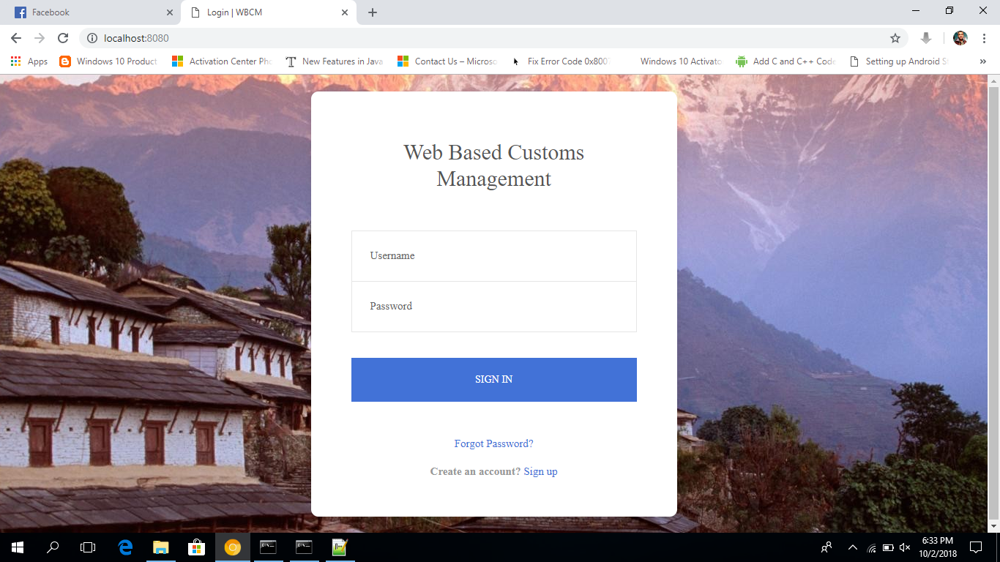 Facebook
Login | WBCM
localhost:8080
Apps
Windows 10 Product
Activation Center Pho
New Features in Java
Contact Us – Microso
Fix Error Code 0x8007
Windows 10 Activato
Add C and C++ Code
Setting up Android S
Web Based Customs
Management
Username
Password
SIGN IN
Forgot Password?
Create an account? Sign up
6:33 PM
10/2/2018